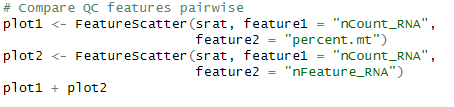 # Compare QC features pairwise
plot1 <- FeatureScatter(srat, feature1 = "nCount_RNA",
                        feature2 = "percent.mt")
plot2 <- FeatureScatter(srat, feature1 = "nCount_RNA",
                        feature2 = "nFeature_RNA")
plot1 + plot2